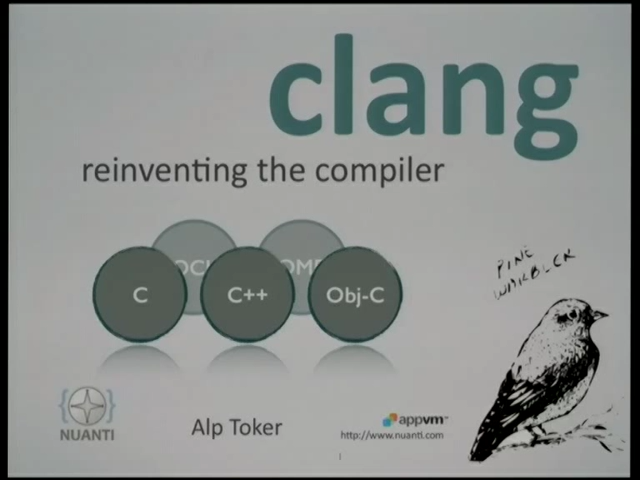 clang
reinventing the compiler
C
C++
Obj-C
PINE
WARBLER
NUANTI
Alp Toker
appvm
http://www.nuanti.com